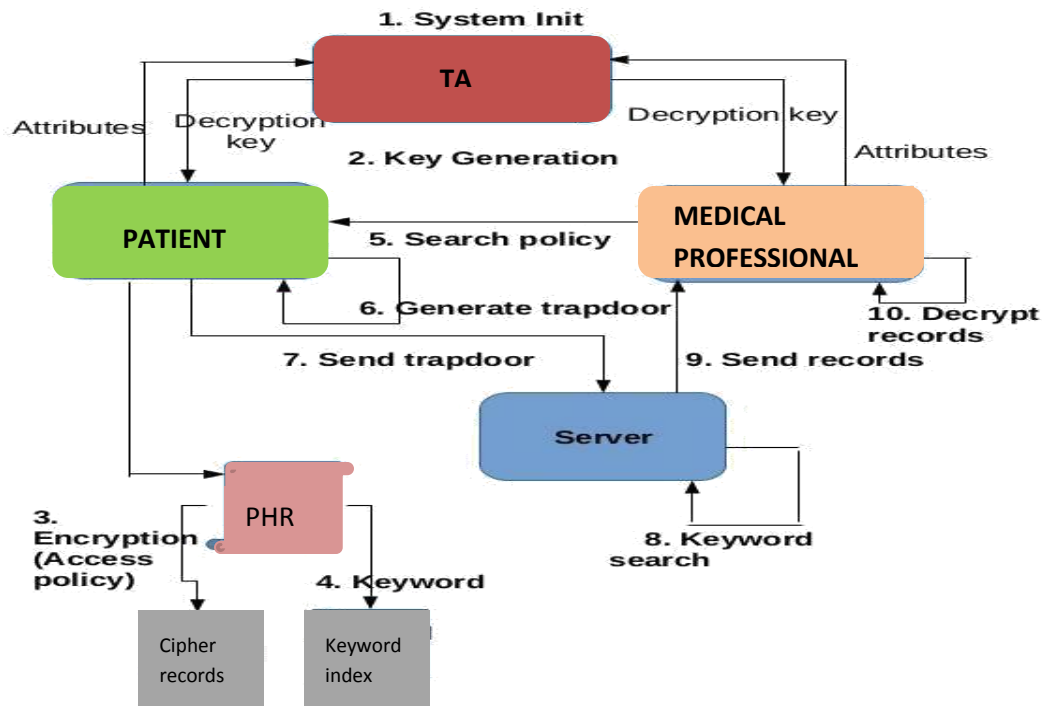 1. System Init
TA
Attributes
Decryption
key
Decryption key
Attributes
2. Key Generation
PATIENT
MEDICAL
PROFESSIONAL
5. Search policy
6. Generate trapdoor
10. Decrypt
records
7. Send trapdoor
9. Send records
Server
PHR
3.
Encryption
(Access
policy)
8. Keyword
search
4. Keyword
Cipher
records
Keyword
index